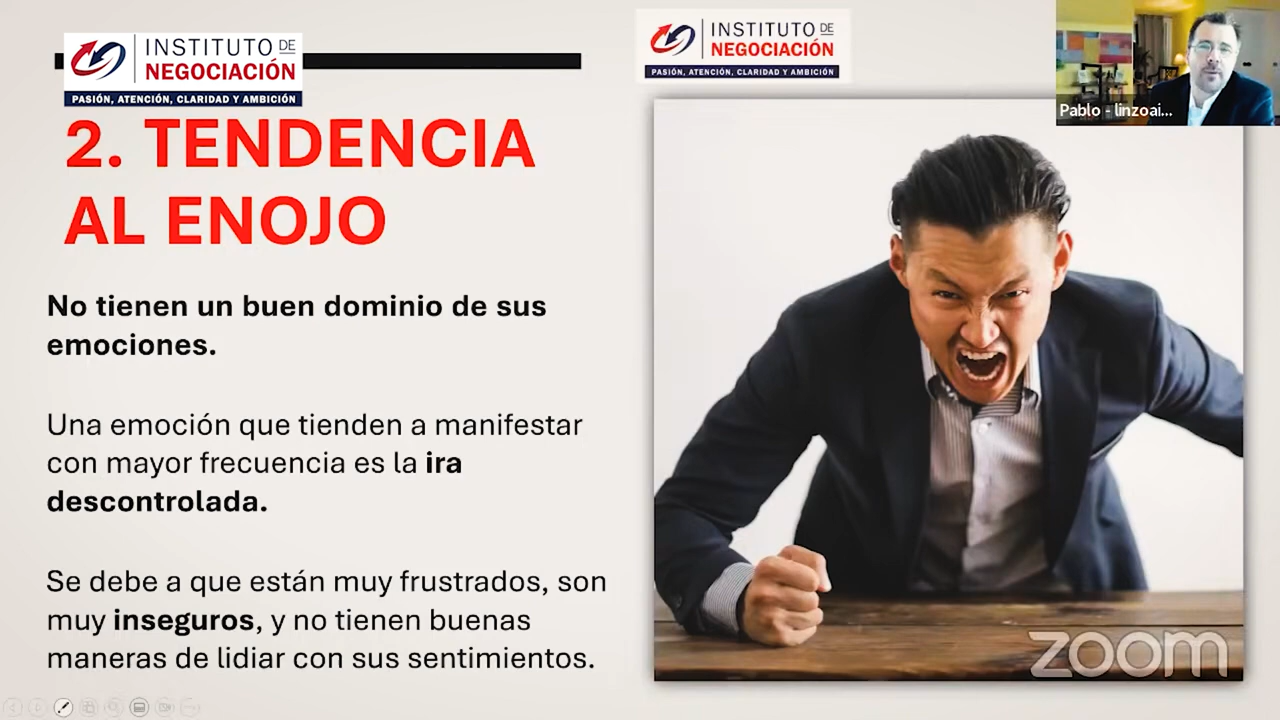 INSTITUTO DE
NEGOCIACIÓN
PASIÓN, ATENCIÓN, CLARIDAD Y AMBICIÓN
INSTITUTO DE
NEGOCIACIÓN
PASIÓN, ATENCIÓN, CLARIDAD Y AMBICIÓN
Pablo - linzoai...
2. TENDENCIA
AL ENOJO
No tienen un buen dominio de sus
emociones.
Una emoción que tienden a manifestar
con mayor frecuencia es la ira
descontrolada.
Se debe a que están muy frustrados, son
muy inseguros, y no tienen buenas
maneras de lidiar con sus sentimientos.
zoom